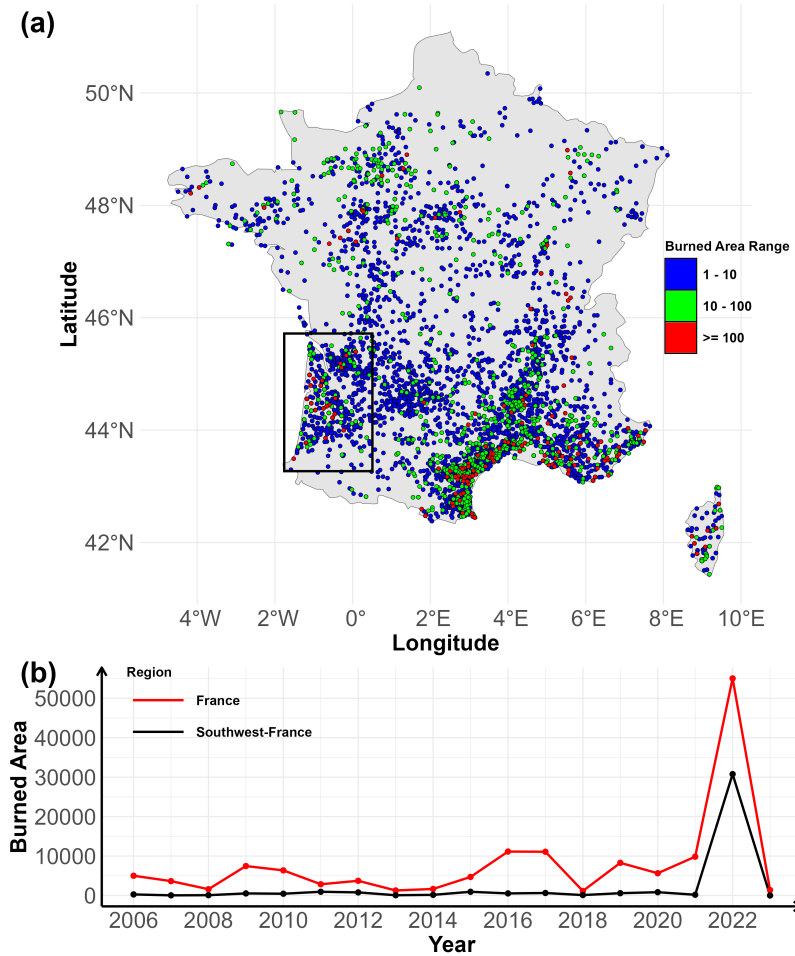 (a)
50°N
48°N
46°N
44°N
42°N
Latitude
Burned Area Range
1 - 10
10 - 100
>= 100
4°W 2°W 0° 2°E 4°E 6°E 8°E 10°E
Longitude
(b)
Region
France
Southwest-France
50000
40000
30000
20000
10000
0
Burned Area
2006 2008 2010 2012 2014 2016 2018 2020 2022
Year